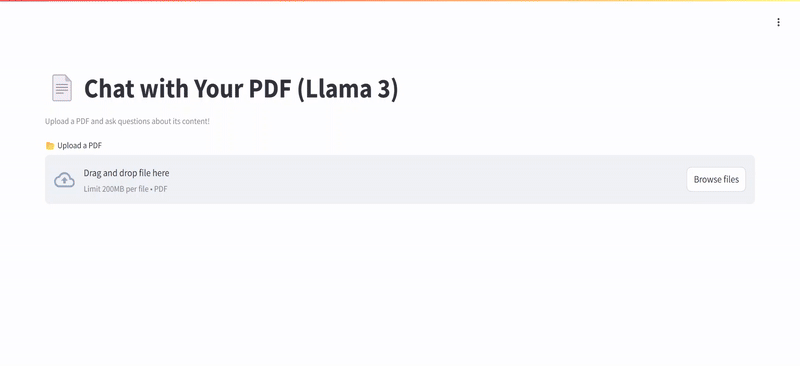 Chat with Your PDF (Llama 3)
Upload a PDF and ask questions about its content!
Upload a PDF
Drag and drop file here
Limit 200MB per file • PDF
Browse files